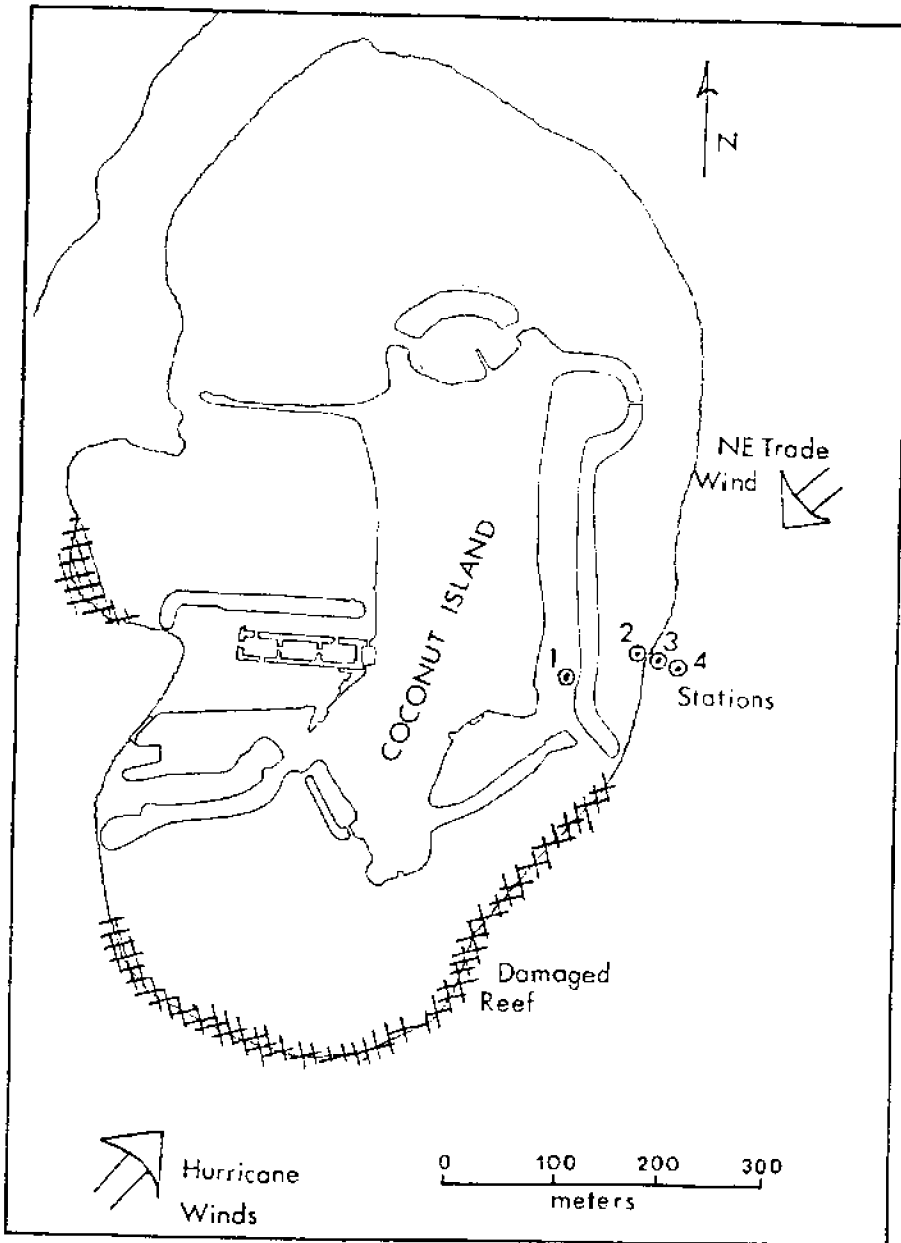 N
NE Trade
Wind
COCONUT ISLAND
1
2
3
4
Stations
Damaged
Reef
Hurricane
Winds
0 100 200 300
meters